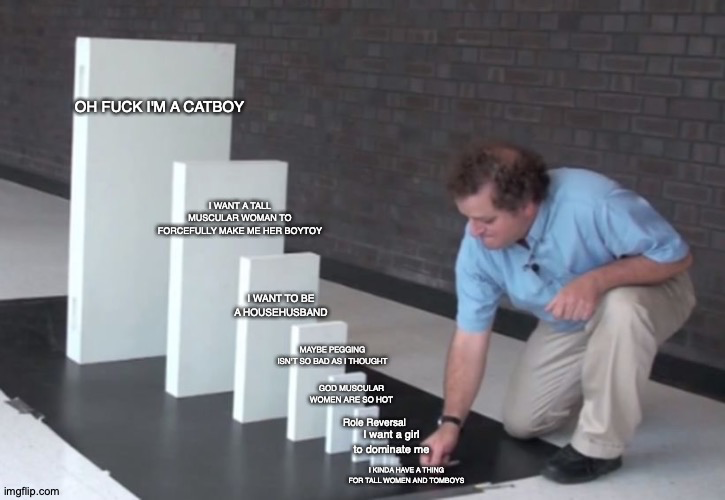 OH FUCK I'M A CATBOY
I WANT A TALL
MUSCULAR WOMAN TO
FORCEFULLY MAKE ME HER BOYTOY
I WANT TO BE
A HOUSEHUSBAND
MAYBE PEGGING
ISN'T SO BAD AS I THOUGHT
GOD MUSCULAR
WOMEN ARE SO HOT
Role Reversal
I want a girl
to dominate me
I KINDA HAVE A THING
FOR TALL WOMEN AND TOMBOYS
imgflip.com